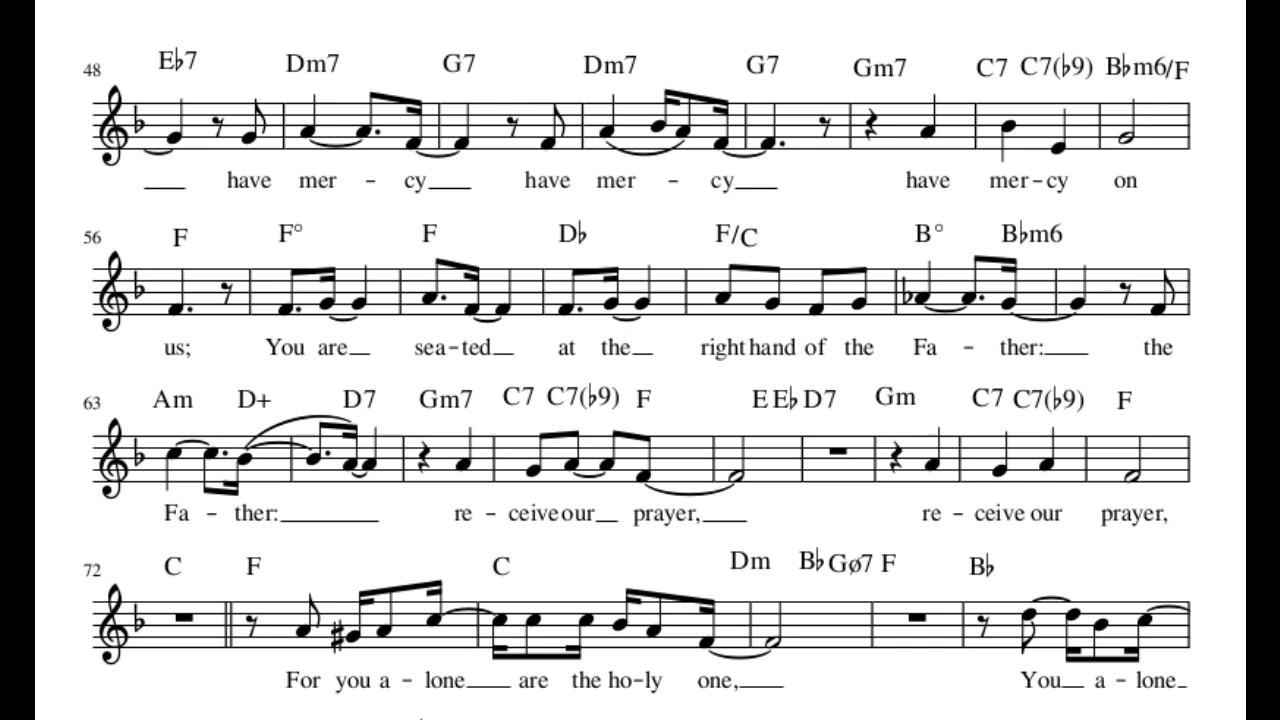 48 E♭7 Dm7 G7 Dm7 G7 Gm7 C7 C7(♭9) B♭m6/F
have mer - cy have mer - cy have mer - cy on
56 F F° F D♭ F/C B° B♭m6
us; You are sea - ted at the right hand of the Fa - ther: the
63 Am D+ D7 Gm7 C7 C7(♭9) F E E♭ D7 Gm C7 C7(♭9) F
Fa - ther: re - ceive our prayer, re - ceive our prayer,
72 C F C Dm B♭ Gø7 F B♭
For you a - lone are the ho - ly one, You a - lone